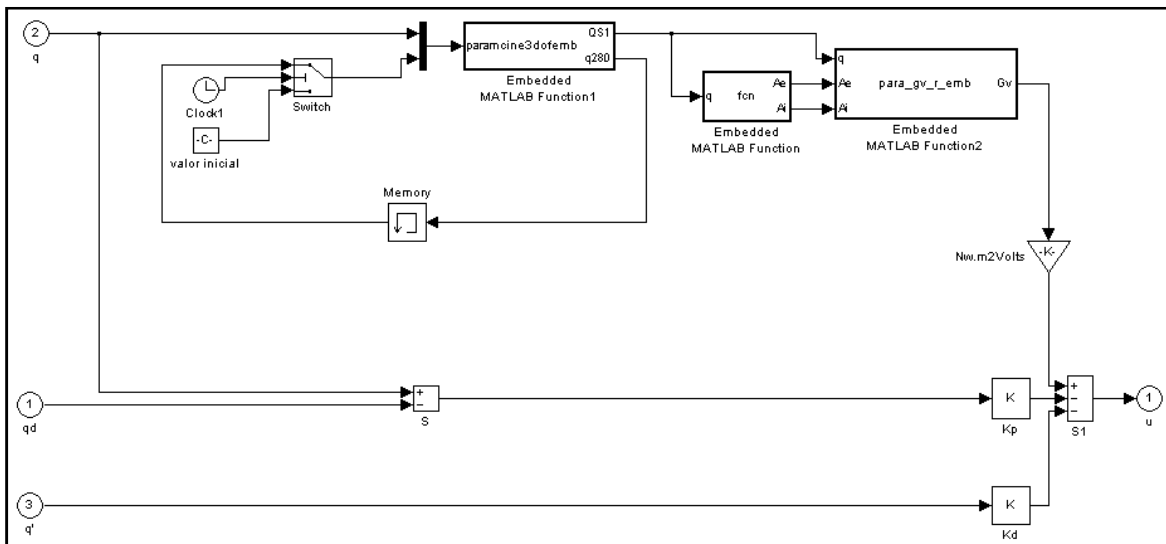 2
q
Clock1
-C-
valor inicial
Switch
paramcine3dofemb
QS1
q280
Embedded
MATLAB Function1
q
fcn
Ae
Ai
Embedded
MATLAB Function
q
Ae
Ai
para_gv_r_emb
Gv
Embedded
MATLAB Function2
Memory
Nw.m2Volts
-K-
1
qd
+
−
S
K
Kp
+
−
−
S1
1
u
3
q'
K
Kd